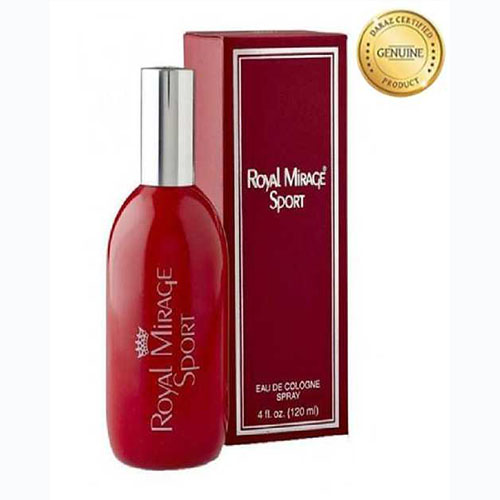 DARAZ CERTIFIED
GENUINE
PRODUCT
ROYAL MIRAGE®
SPORT
EAU DE COLOGNE
SPRAY
4 fl. oz. (120 ml)
ROYAL MIRAGE
SPORT